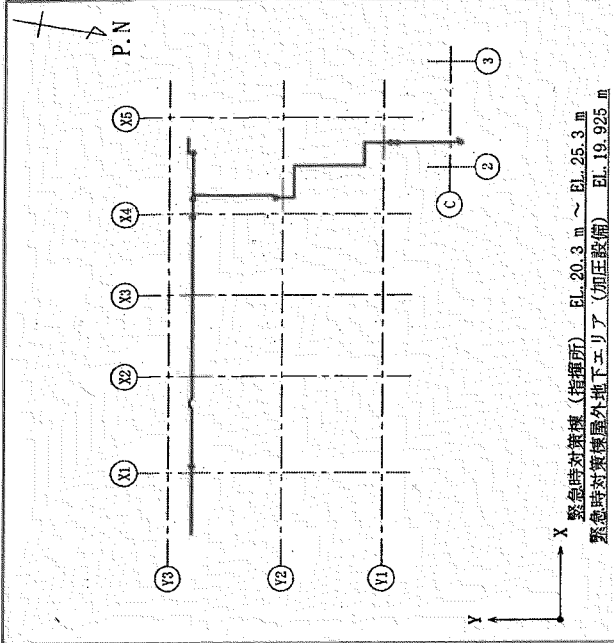 P.N
X1
X2
X3
X4
X5
Y3
Y2
Y1
C
2
3
Y
X
緊急時対策棟（指揮所） EL.20.3 m ～ EL.25.3 m
緊急時対策棟屋外地下エリア（加圧設備） EL.19.925 m